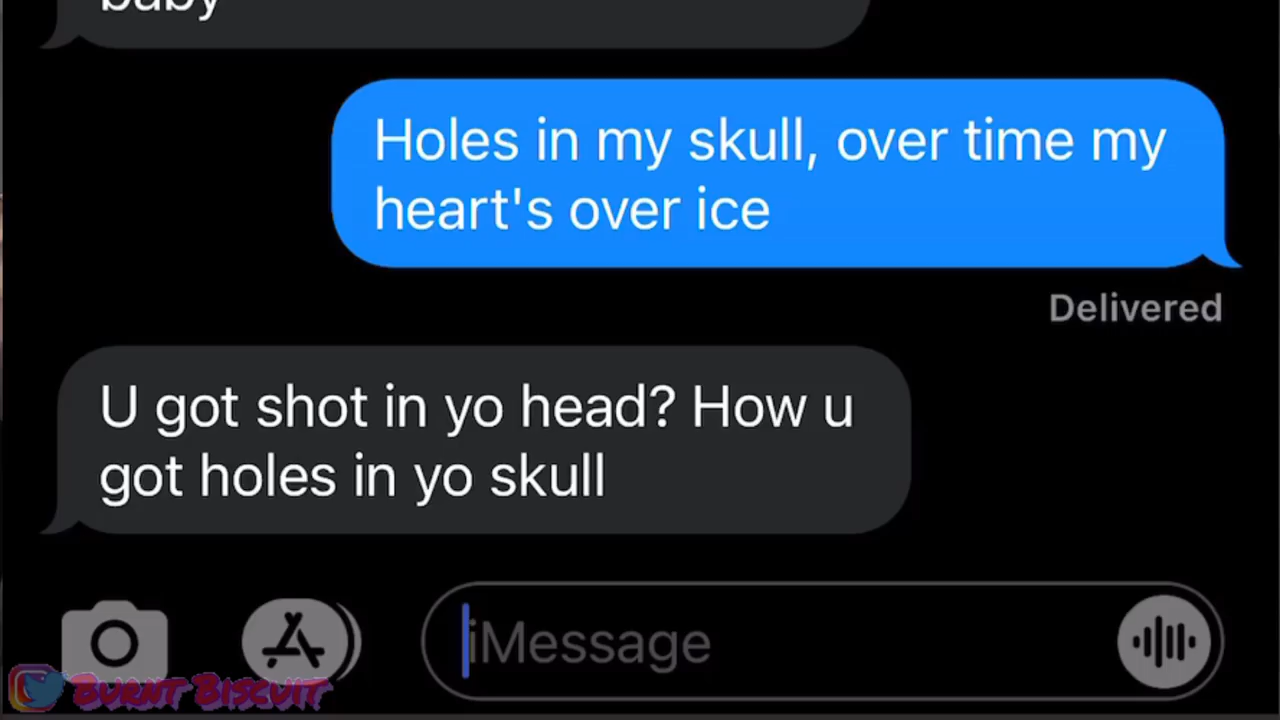 baby
Holes in my skull, over time my
heart's over ice
Delivered
U got shot in yo head? How u
got holes in yo skull
iMessage
Burnt Biscuit